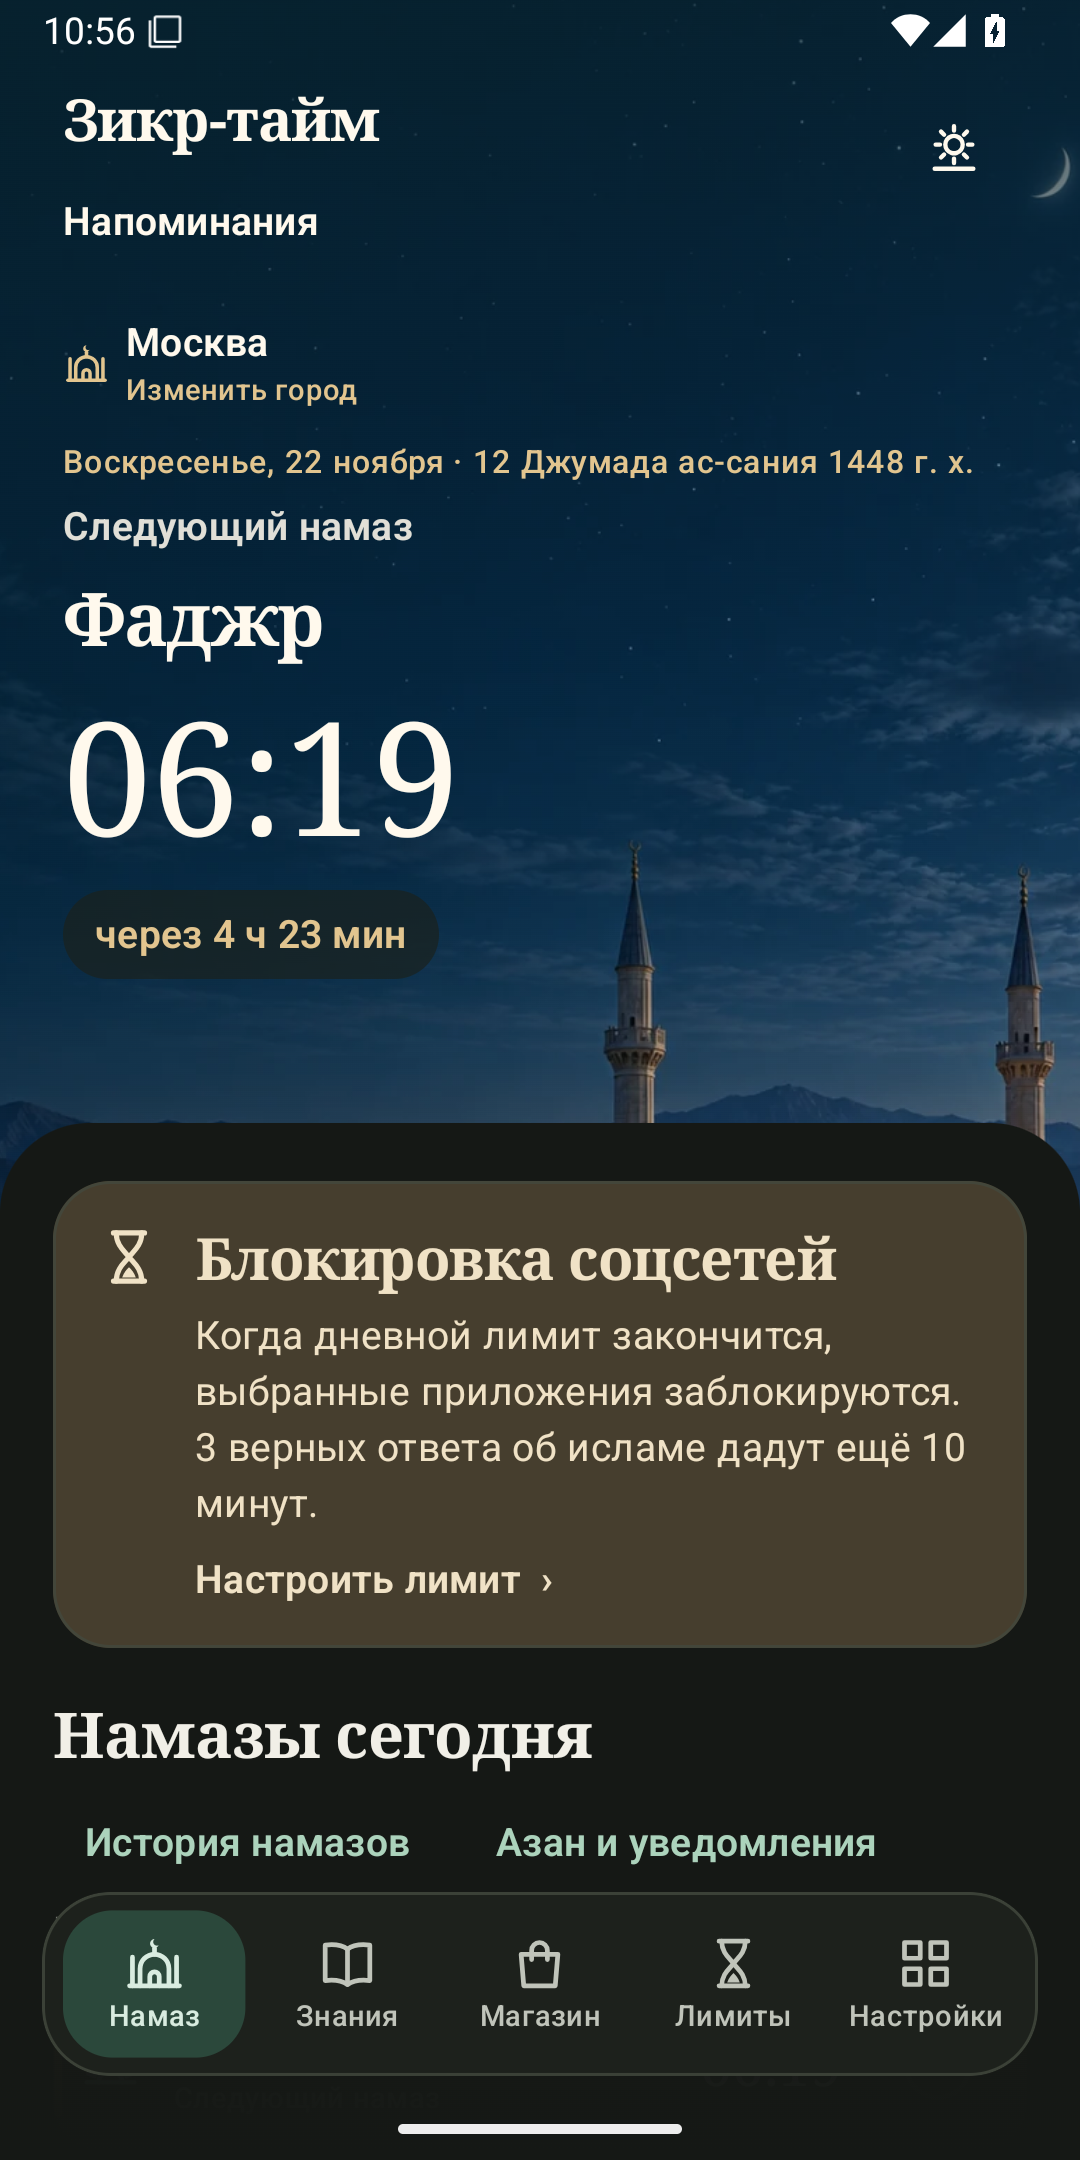 10:56
Зикр-тайм
Напоминания
Москва
Изменить город
Воскресенье, 22 ноября · 12 Джумада ас-сания 1448 г. х.
Следующий намаз
Фаджр
06:19
через 4 ч 23 мин
Блокировка соцсетей
Когда дневной лимит закончится,
выбранные приложения заблокируются.
3 верных ответа об исламе дадут ещё 10
минут.
Настроить лимит ›
Намазы сегодня
История намазов
Азан и уведомления
Намаз
Знания
Магазин
Лимиты
Настройки